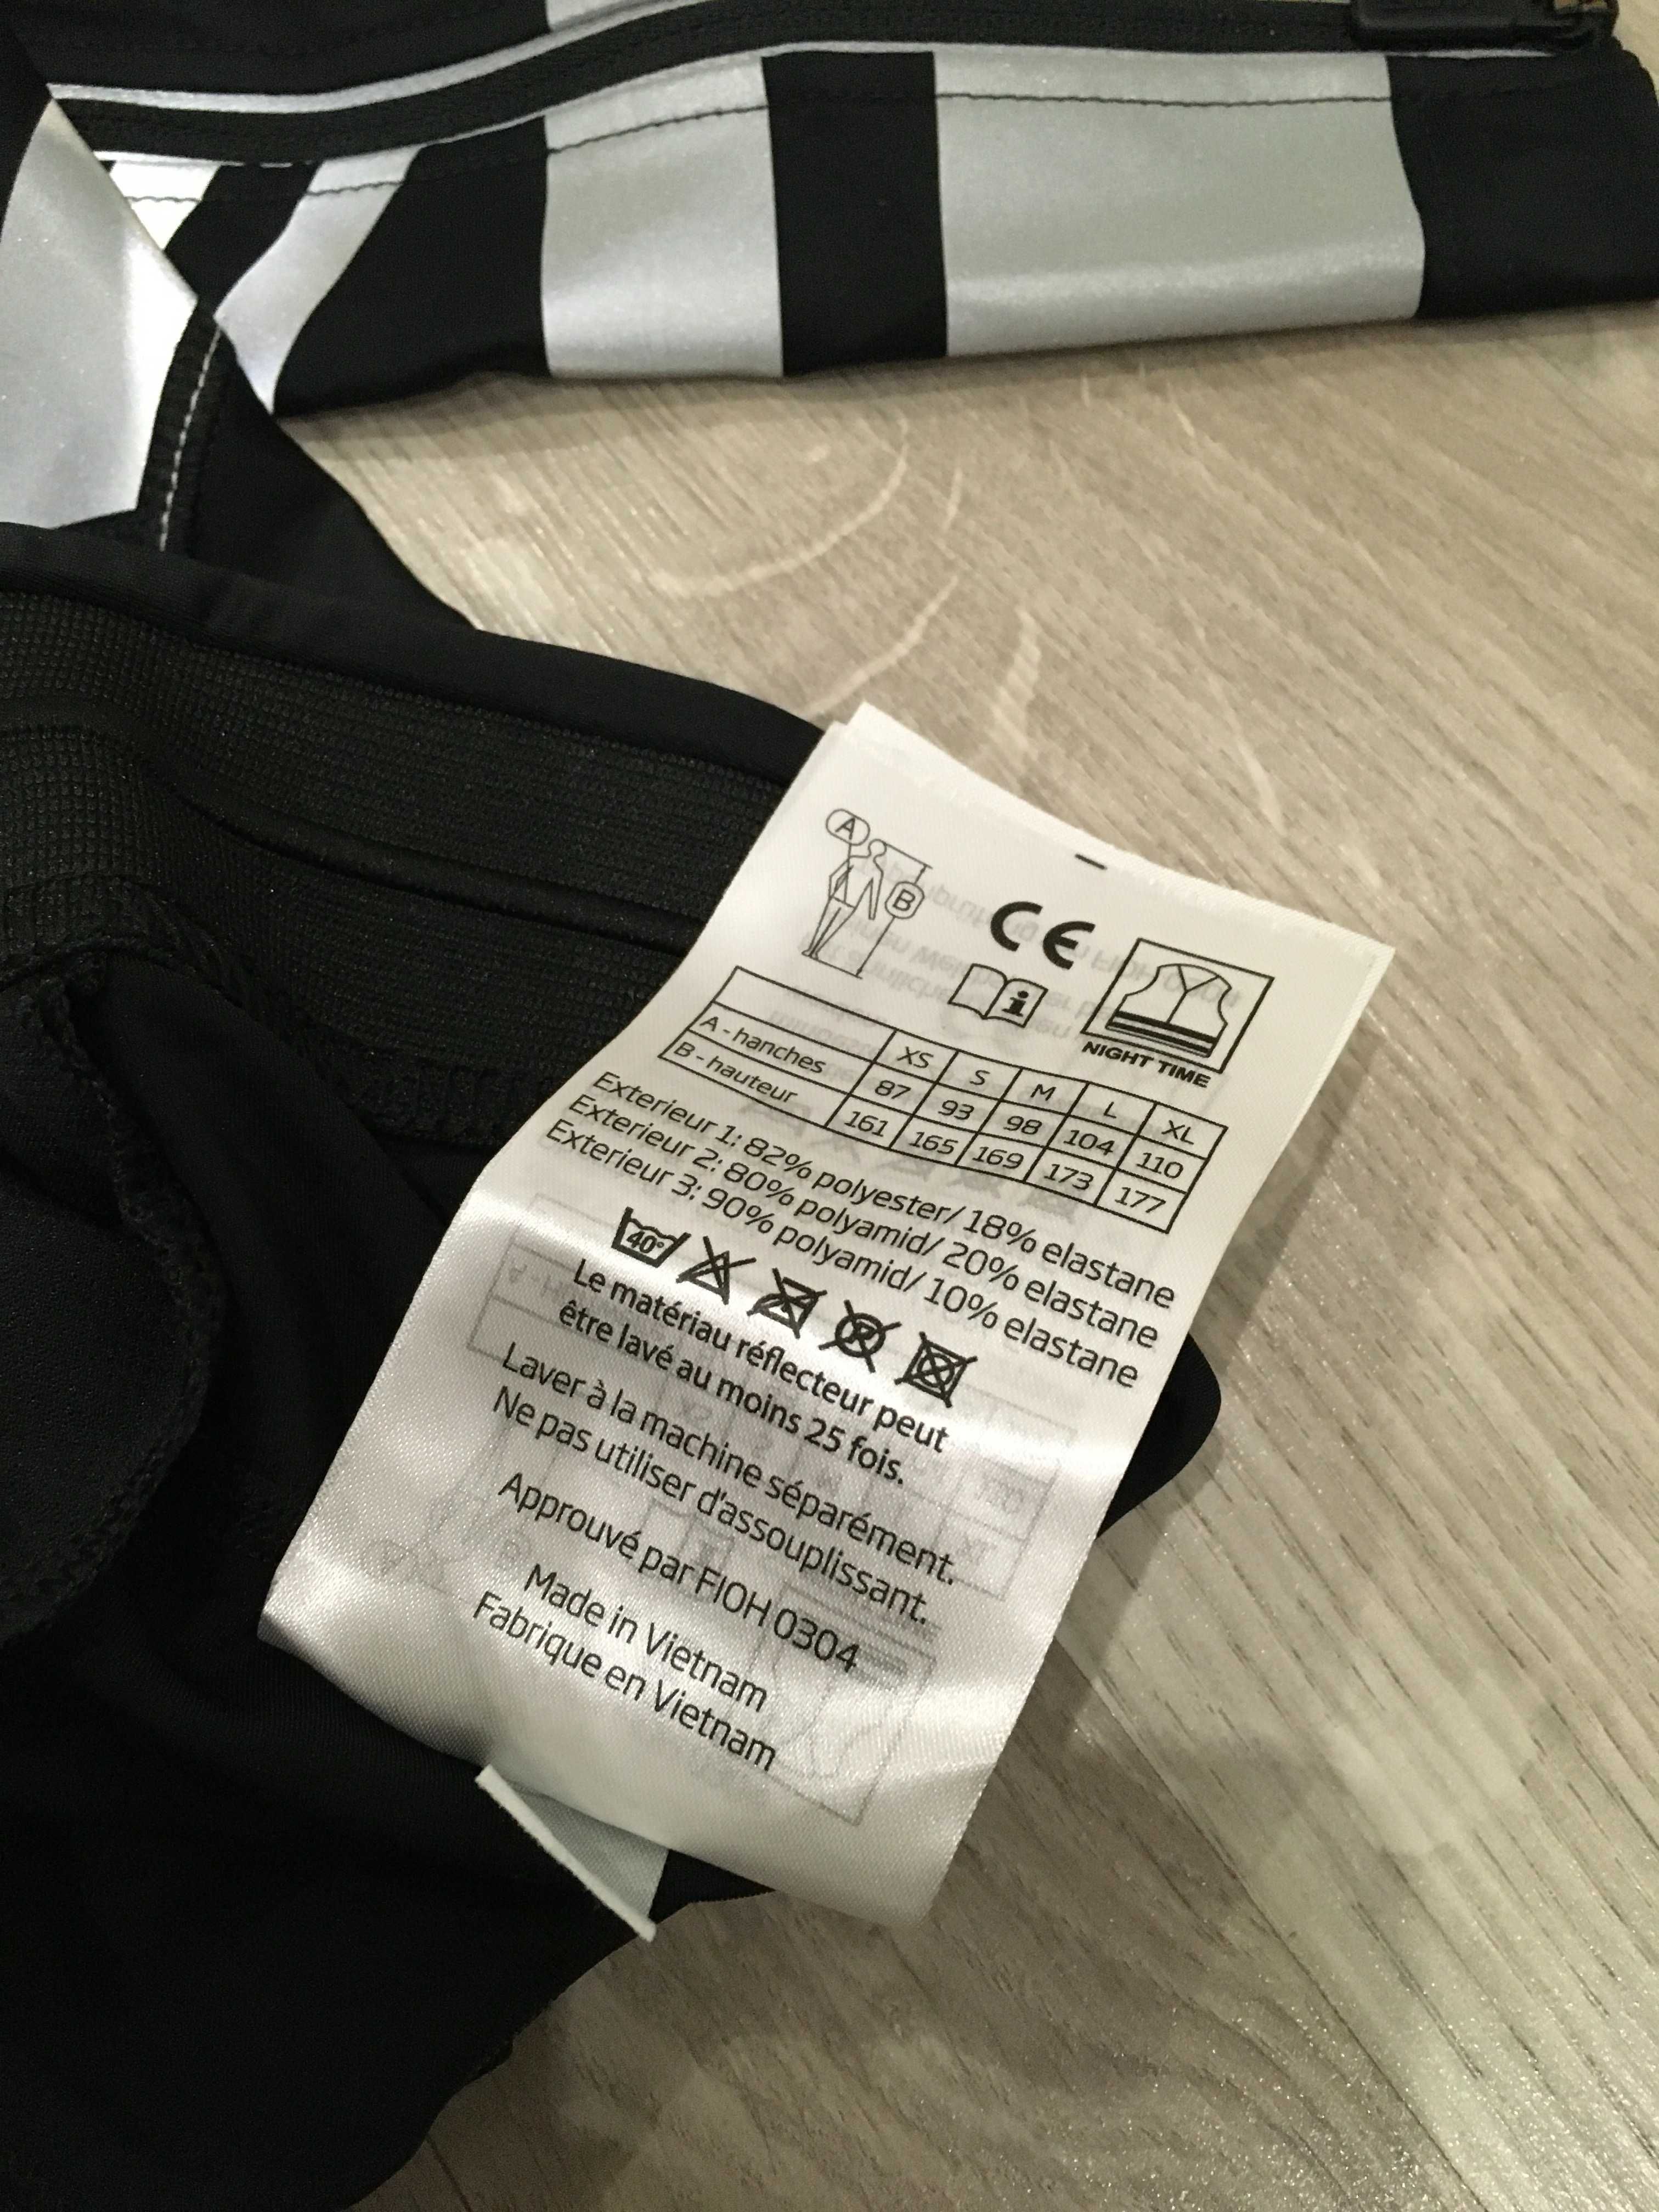 A
B
CE
i
NIGHT TIME
XS S M L XL
A - hanches 87 93 98 104 110
B - hauteur 161 165 169 173 177
Exterieur 1: 82% polyester/ 18% elastane
Exterieur 2: 80% polyamid/ 20% elastane
Exterieur 3: 90% polyamid/ 10% elastane
40° P
Le matériau réflecteur peut
être lavé au moins 25 fois.
Laver à la machine séparément.
Ne pas utiliser d'assouplissant.
Approuvé par FIOH 0304
Made in Vietnam
Fabrique en Vietnam